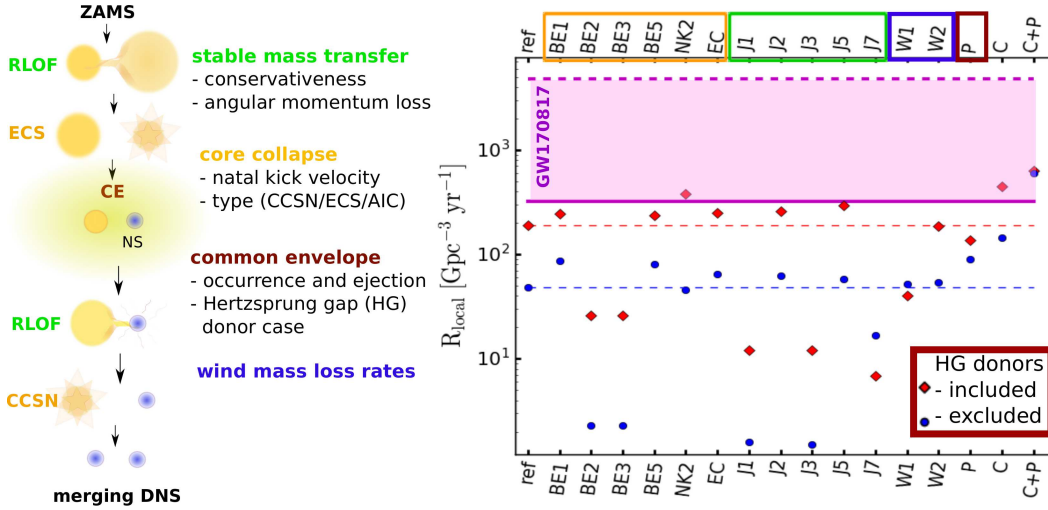 ZAMS
RLOF
stable mass transfer
- conservativeness
- angular momentum loss
ECS
core collapse
- natal kick velocity
- type (CCSN/ECS/AIC)
CE
NS
common envelope
- occurrence and ejection
- Hertzsprung gap (HG)
donor case
RLOF
wind mass loss rates
CCSN
merging DNS
ref BE1 BE2 BE3 BE5 NK2 EC J1 J2 J3 J5 J7 W1 W2 P C C+P
GW170817
R_local [Gpc⁻³ yr⁻¹]
10³
10²
10¹
HG donors
- included
- excluded
ref BE1 BE2 BE3 BE5 NK2 EC J1 J2 J3 J5 J7 W1 W2 P C C+P